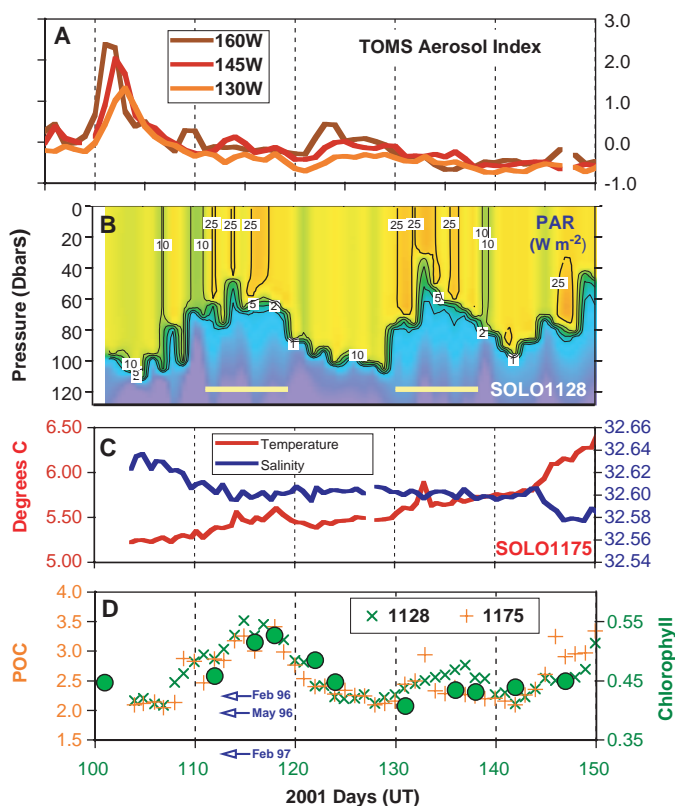 A
160W
145W
130W
TOMS Aerosol Index
3.0
2.0
1.0
0.0
-1.0
B
PAR
(W m-2)
Pressure (Dbars)
0
20
40
60
80
100
120
10
10
25
25
25
25
25
25
10
10
25
5
2
1
5
2
1
10
5
2
10
SOLO1128
C
Temperature
Salinity
Degrees C
6.50
6.00
5.50
5.00
32.66
32.64
32.62
32.60
32.58
32.56
32.54
SOLO1175
D
1128
1175
POC
4.0
3.5
3.0
2.5
2.0
1.5
Chlorophyll
0.55
0.45
0.35
Feb 96
May 96
Feb 97
100
110
120
130
140
150
2001 Days (UT)